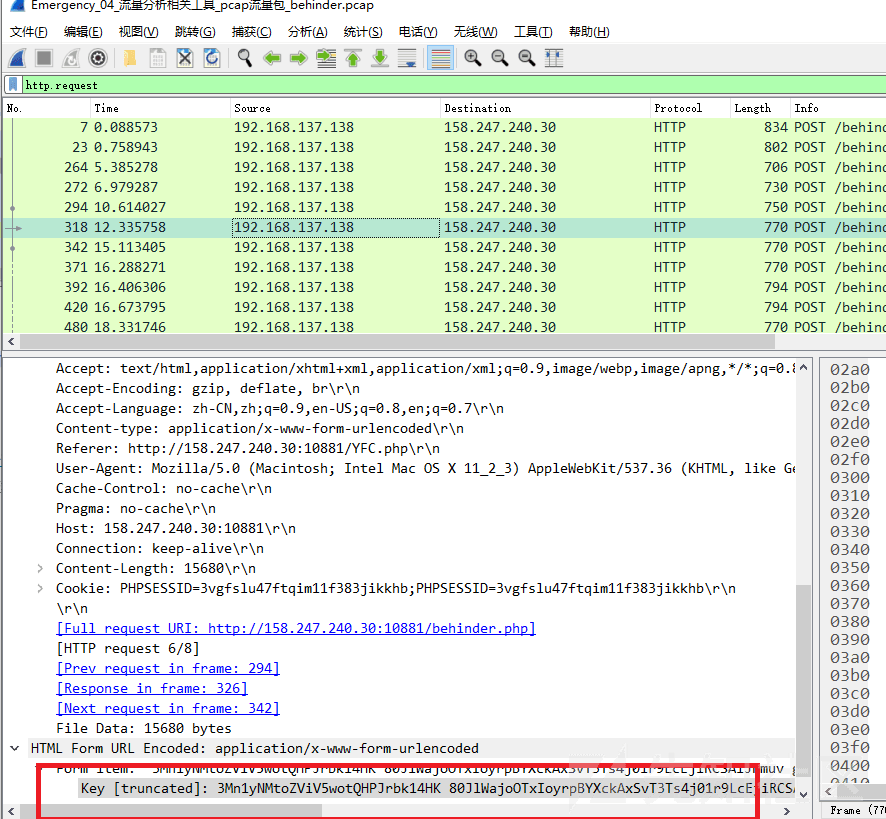 Emergency_04_流量分析相关工具_pcap流量包_behinder.pcap
文件(F) 编辑(E) 视图(V) 跳转(G) 捕获(C) 分析(A) 统计(S) 电话(Y) 无线(W) 工具(T) 帮助(H)
http.request
No. Time Source Destination Protocol Length Info
7 0.088573 192.168.137.138 158.247.240.30 HTTP 834 POST /behind
23 0.758943 192.168.137.138 158.247.240.30 HTTP 802 POST /behind
264 5.385278 192.168.137.138 158.247.240.30 HTTP 706 POST /behind
272 6.979287 192.168.137.138 158.247.240.30 HTTP 730 POST /behind
294 10.614027 192.168.137.138 158.247.240.30 HTTP 750 POST /behind
318 12.335758 192.168.137.138 158.247.240.30 HTTP 770 POST /behind
342 15.113405 192.168.137.138 158.247.240.30 HTTP 770 POST /behind
371 16.288271 192.168.137.138 158.247.240.30 HTTP 770 POST /behind
392 16.406306 192.168.137.138 158.247.240.30 HTTP 794 POST /behind
420 16.673795 192.168.137.138 158.247.240.30 HTTP 794 POST /behind
480 18.331746 192.168.137.138 158.247.240.30 HTTP 770 POST /behind
Accept: text/html,application/xhtml+xml,application/xml;q=0.9,image/webp,image/apng,*/*;q=0.8
Accept-Encoding: gzip, deflate, br\r\n
Accept-Language: zh-CN,zh;q=0.9,en-US;q=0.8,en;q=0.7\r\n
Content-type: application/x-www-form-urlencoded\r\n
Referer: http://158.247.240.30:10881/YFC.php\r\n
User-Agent: Mozilla/5.0 (Macintosh; Intel Mac OS X 11_2_3) AppleWebKit/537.36 (KHTML, like Ge
Cache-Control: no-cache\r\n
Pragma: no-cache\r\n
Host: 158.247.240.30:10881\r\n
Connection: keep-alive\r\n
Content-Length: 15680\r\n
Cookie: PHPSESSID=3vgfslu47ftqim11f383jikkhb;PHPSESSID=3vgfslu47ftqim11f383jikkhb\r\n
\r\n
[Full request URI: http://158.247.240.30:10881/behinder.php]
[HTTP request 6/8]
[Prev request in frame: 294]
[Response in frame: 326]
[Next request in frame: 342]
File Data: 15680 bytes
HTML Form URL Encoded: application/x-www-form-urlencoded
Form item:
Key [truncated]: 3Mn1yNMtoZViV5wotQHPJrbk14HK 80JlWajoOTxIoyrpBYXckAxSvT3Ts4j01r9LcEjiRCSA
02a0
02b0
02c0
02d0
02e0
02f0
0300
0310
0320
0330
0340
0350
0360
0370
0380
0390
03a0
03b0
03c0
03d0
03e0
03f0
0400
0410
Frame (770